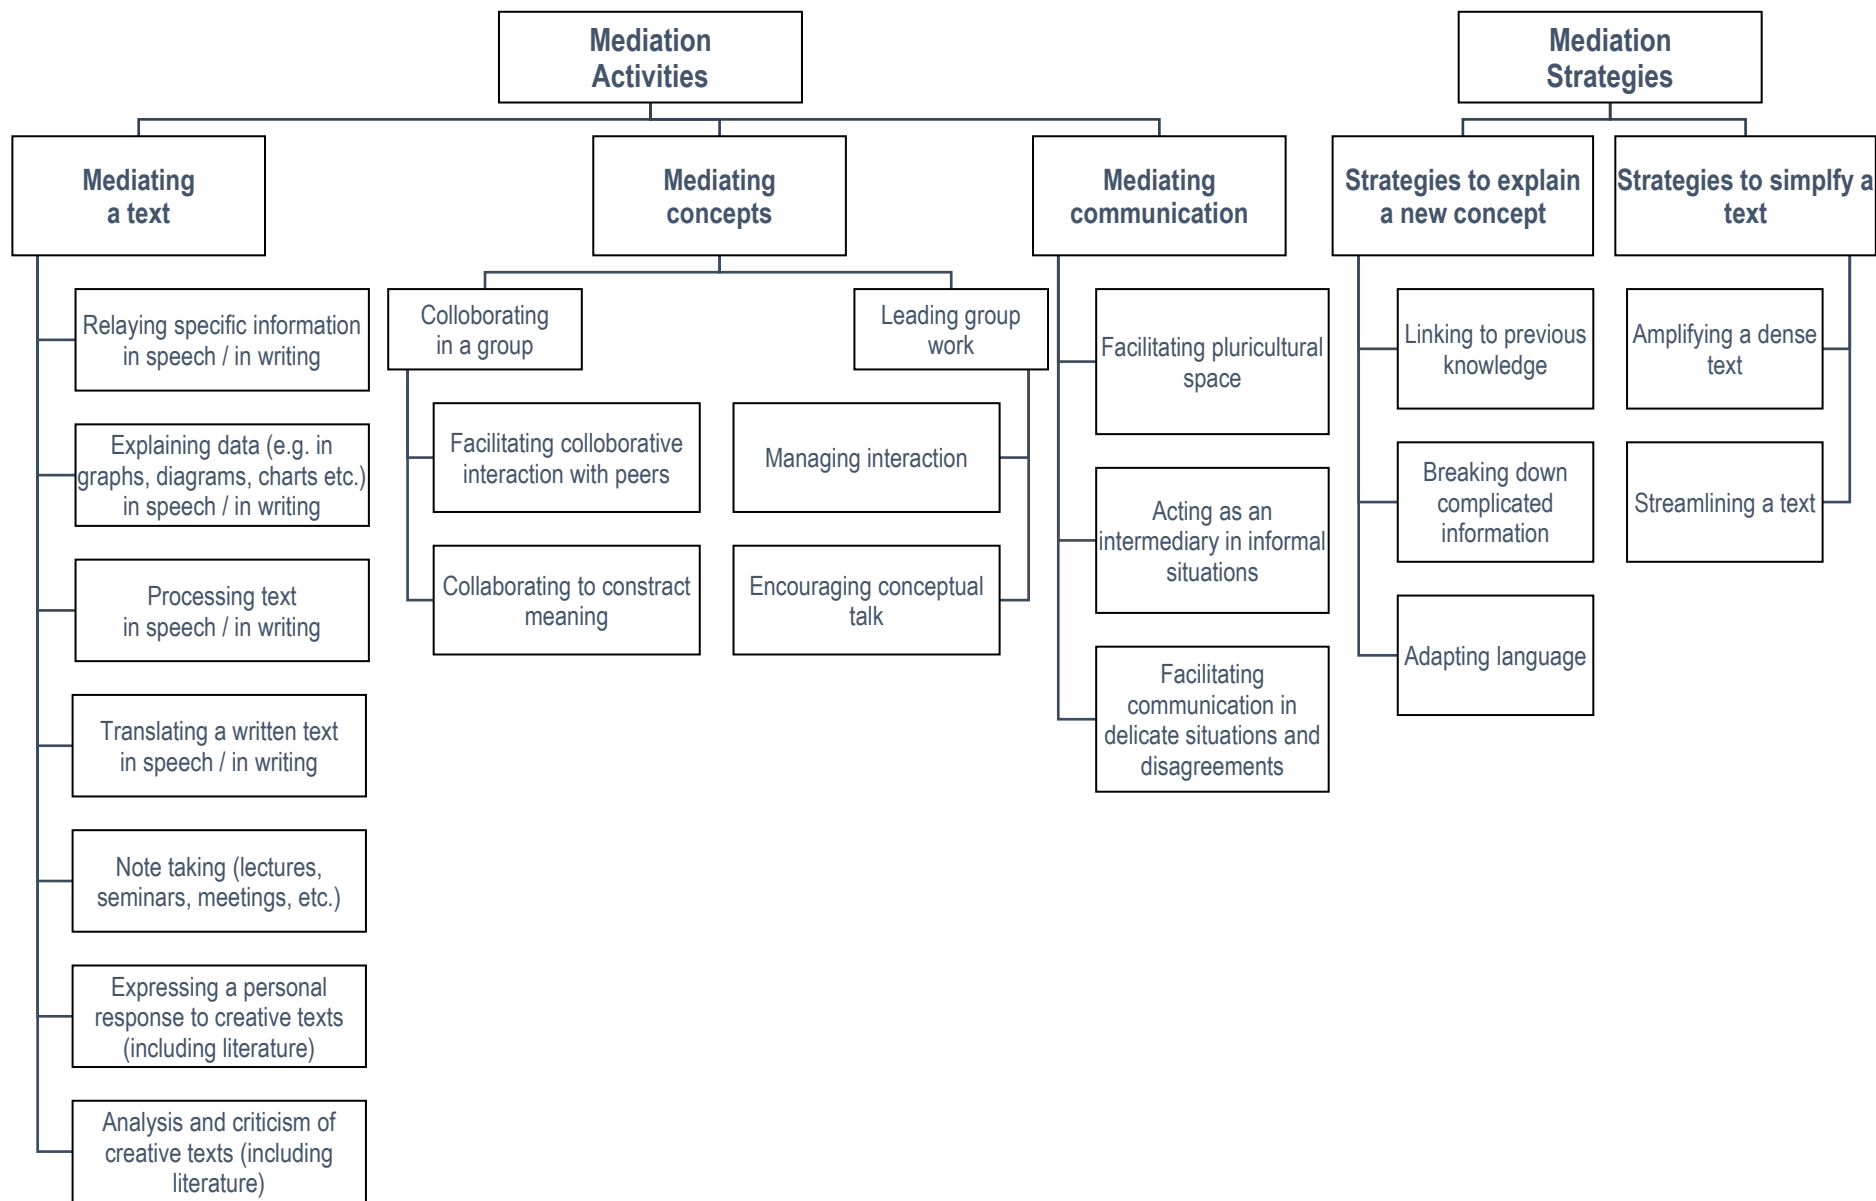 Mediation
Activities
Mediating
a text
Relaying specific information
in speech / in writing
Explaining data (e.g. in
graphs, diagrams, charts etc.)
in speech / in writing
Processing text
in speech / in writing
Translating a written text
in speech / in writing
Note taking (lectures,
seminars, meetings, etc.)
Expressing a personal
response to creative texts
(including literature)
Analysis and criticism of
creative texts (including
literature)
Mediating
concepts
Colloborating
in a group
Facilitating colloborative
interaction with peers
Collaborating to constract
meaning
Leading group
work
Managing interaction
Encouraging conceptual
talk
Mediating
communication
Facilitating pluricultural
space
Acting as an
intermediary in informal
situations
Facilitating
communication in
delicate situations and
disagreements
Mediation
Strategies
Strategies to explain
a new concept
Linking to previous
knowledge
Breaking down
complicated
information
Adapting language
Strategies to simplfy a
text
Amplifying a dense
text
Streamlining a text